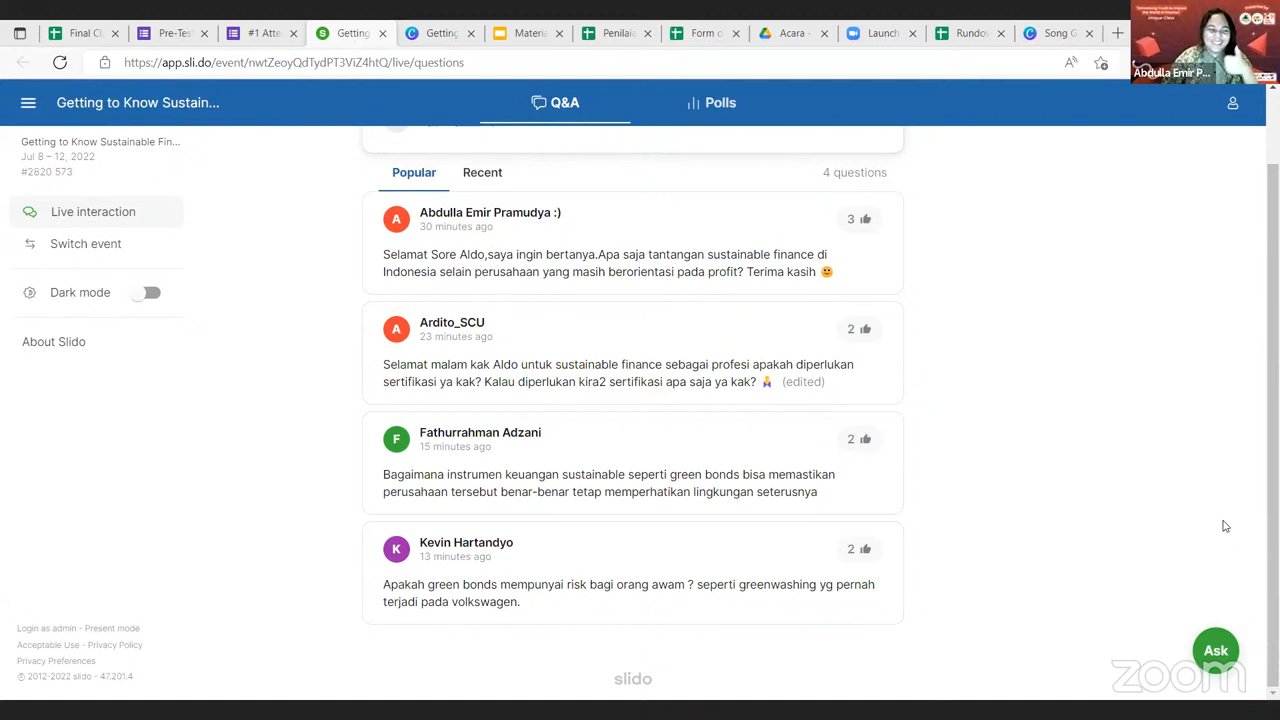 Final Cl
Pre-Tes
#1 Atte
Getting
Getting
Materia
Penilaia
Form o
Acara -
Launch
Rundov
Song G
https://app.sli.do/event/nwtZeoyQdTydPT3ViZ4htQ/live/questions
Unique Class
Abdulla Emir P...
Getting to Know Sustain...
Q&A
Polls
Getting to Know Sustainable Fin...
Jul 8 – 12, 2022
#2820 573
Live interaction
Switch event
Dark mode
About Slido
Popular
Recent
4 questions
A
Abdulla Emir Pramudya :)
30 minutes ago
3
Selamat Sore Aldo,saya ingin bertanya.Apa saja tantangan sustainable finance di
Indonesia selain perusahaan yang masih berorientasi pada profit? Terima kasih 🙂
A
Ardito_SCU
23 minutes ago
2
Selamat malam kak Aldo untuk sustainable finance sebagai profesi apakah diperlukan
sertifikasi ya kak? Kalau diperlukan kira2 sertifikasi apa saja ya kak? 🙏 (edited)
F
Fathurrahman Adzani
15 minutes ago
2
Bagaimana instrumen keuangan sustainable seperti green bonds bisa memastikan
perusahaan tersebut benar-benar tetap memperhatikan lingkungan seterusnya
K
Kevin Hartandyo
13 minutes ago
2
Apakah green bonds mempunyai risk bagi orang awam ? seperti greenwashing yg pernah
terjadi pada volkswagen.
Login as admin - Present mode
Acceptable Use - Privacy Policy
Privacy Preferences
© 2012-2022 slido - 47.201.4
slido
Ask
zoom